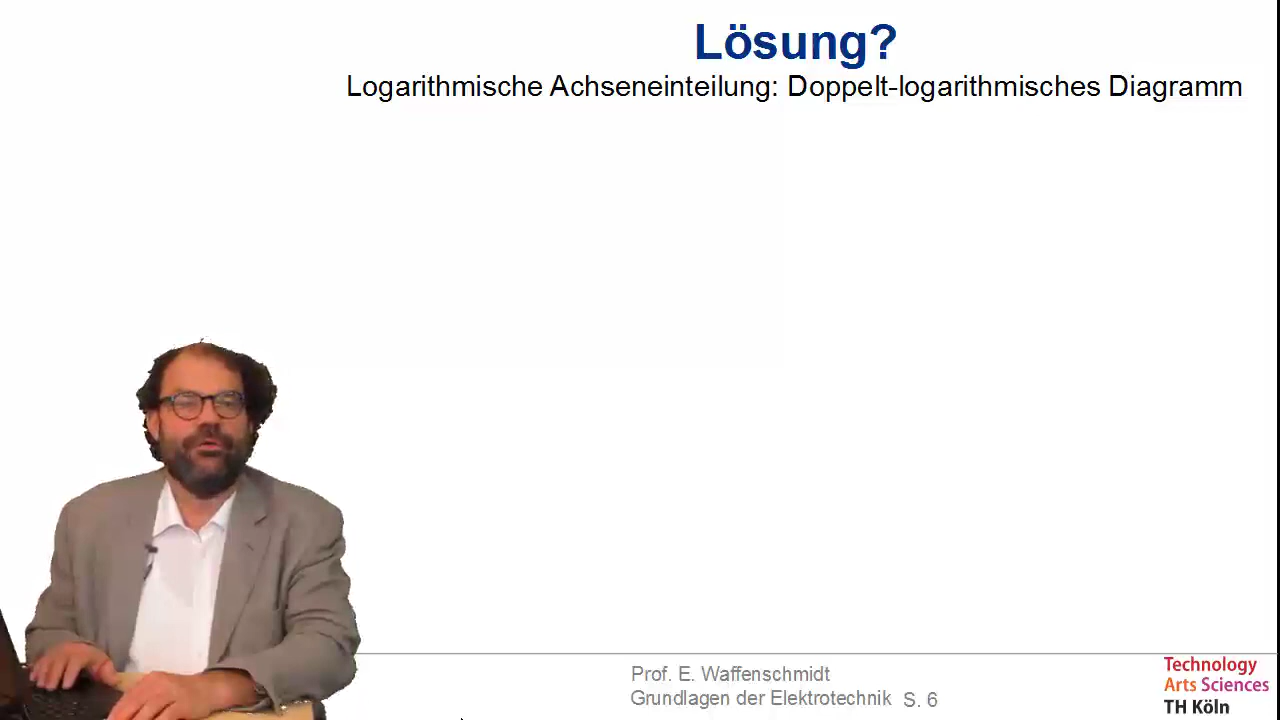 Lösung?
Logarithmische Achseneinteilung: Doppelt-logarithmisches Diagramm
Prof. E. Waffenschmidt
Grundlagen der Elektrotechnik S. 6
Technology
Arts Sciences
TH Köln